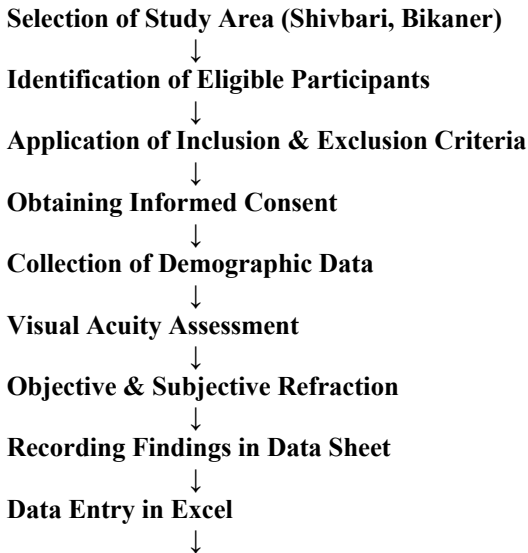 Selection of Study Area (Shivbari, Bikaner)
↓
Identification of Eligible Participants
↓
Application of Inclusion & Exclusion Criteria
↓
Obtaining Informed Consent
↓
Collection of Demographic Data
↓
Visual Acuity Assessment
↓
Objective & Subjective Refraction
↓
Recording Findings in Data Sheet
↓
Data Entry in Excel
↓